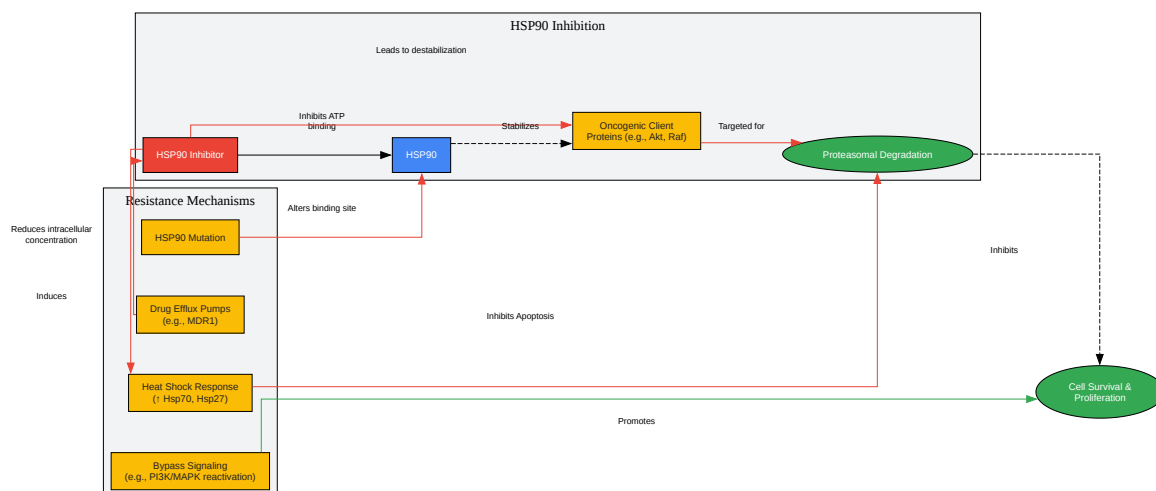 HSP90 Inhibition
Leads to destabilization
Inhibits ATP
binding
Stabilizes
Oncogenic Client
Proteins (e.g., Akt, Raf)
Targeted for
HSP90 Inhibitor
HSP90
Proteasomal Degradation
Resistance Mechanisms
Alters binding site
Reduces intracellular
concentration
HSP90 Mutation
Inhibits
Induces
Drug Efflux Pumps
(e.g., MDR1)
Inhibits Apoptosis
Heat Shock Response
(↑ Hsp70, Hsp27)
Cell Survival &
Proliferation
Promotes
Bypass Signaling
(e.g., PI3K/MAPK reactivation)